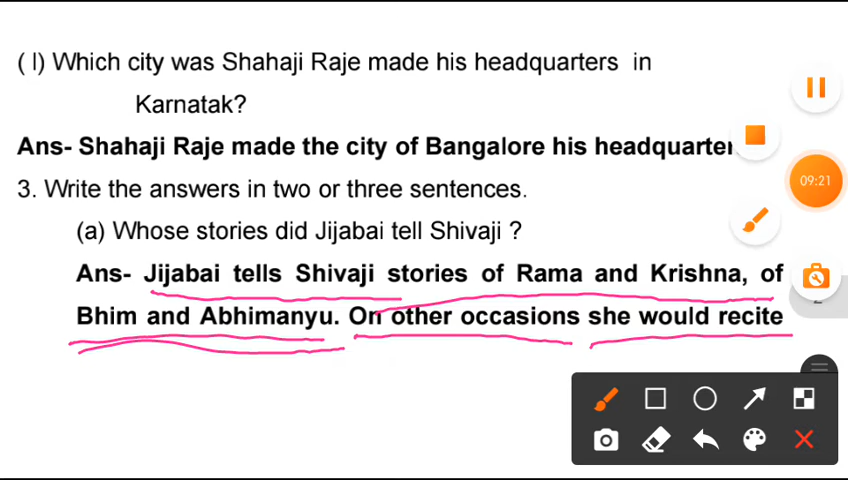 ( I) Which city was Shahaji Raje made his headquarters in
Karnatak?
Ans- Shahaji Raje made the city of Bangalore his headquarter
3. Write the answers in two or three sentences.
09:21
(a) Whose stories did Jijabai tell Shivaji ?
Ans- Jijabai tells Shivaji stories of Rama and Krishna, of
Bhim and Abhimanyu. On other occasions she would recite